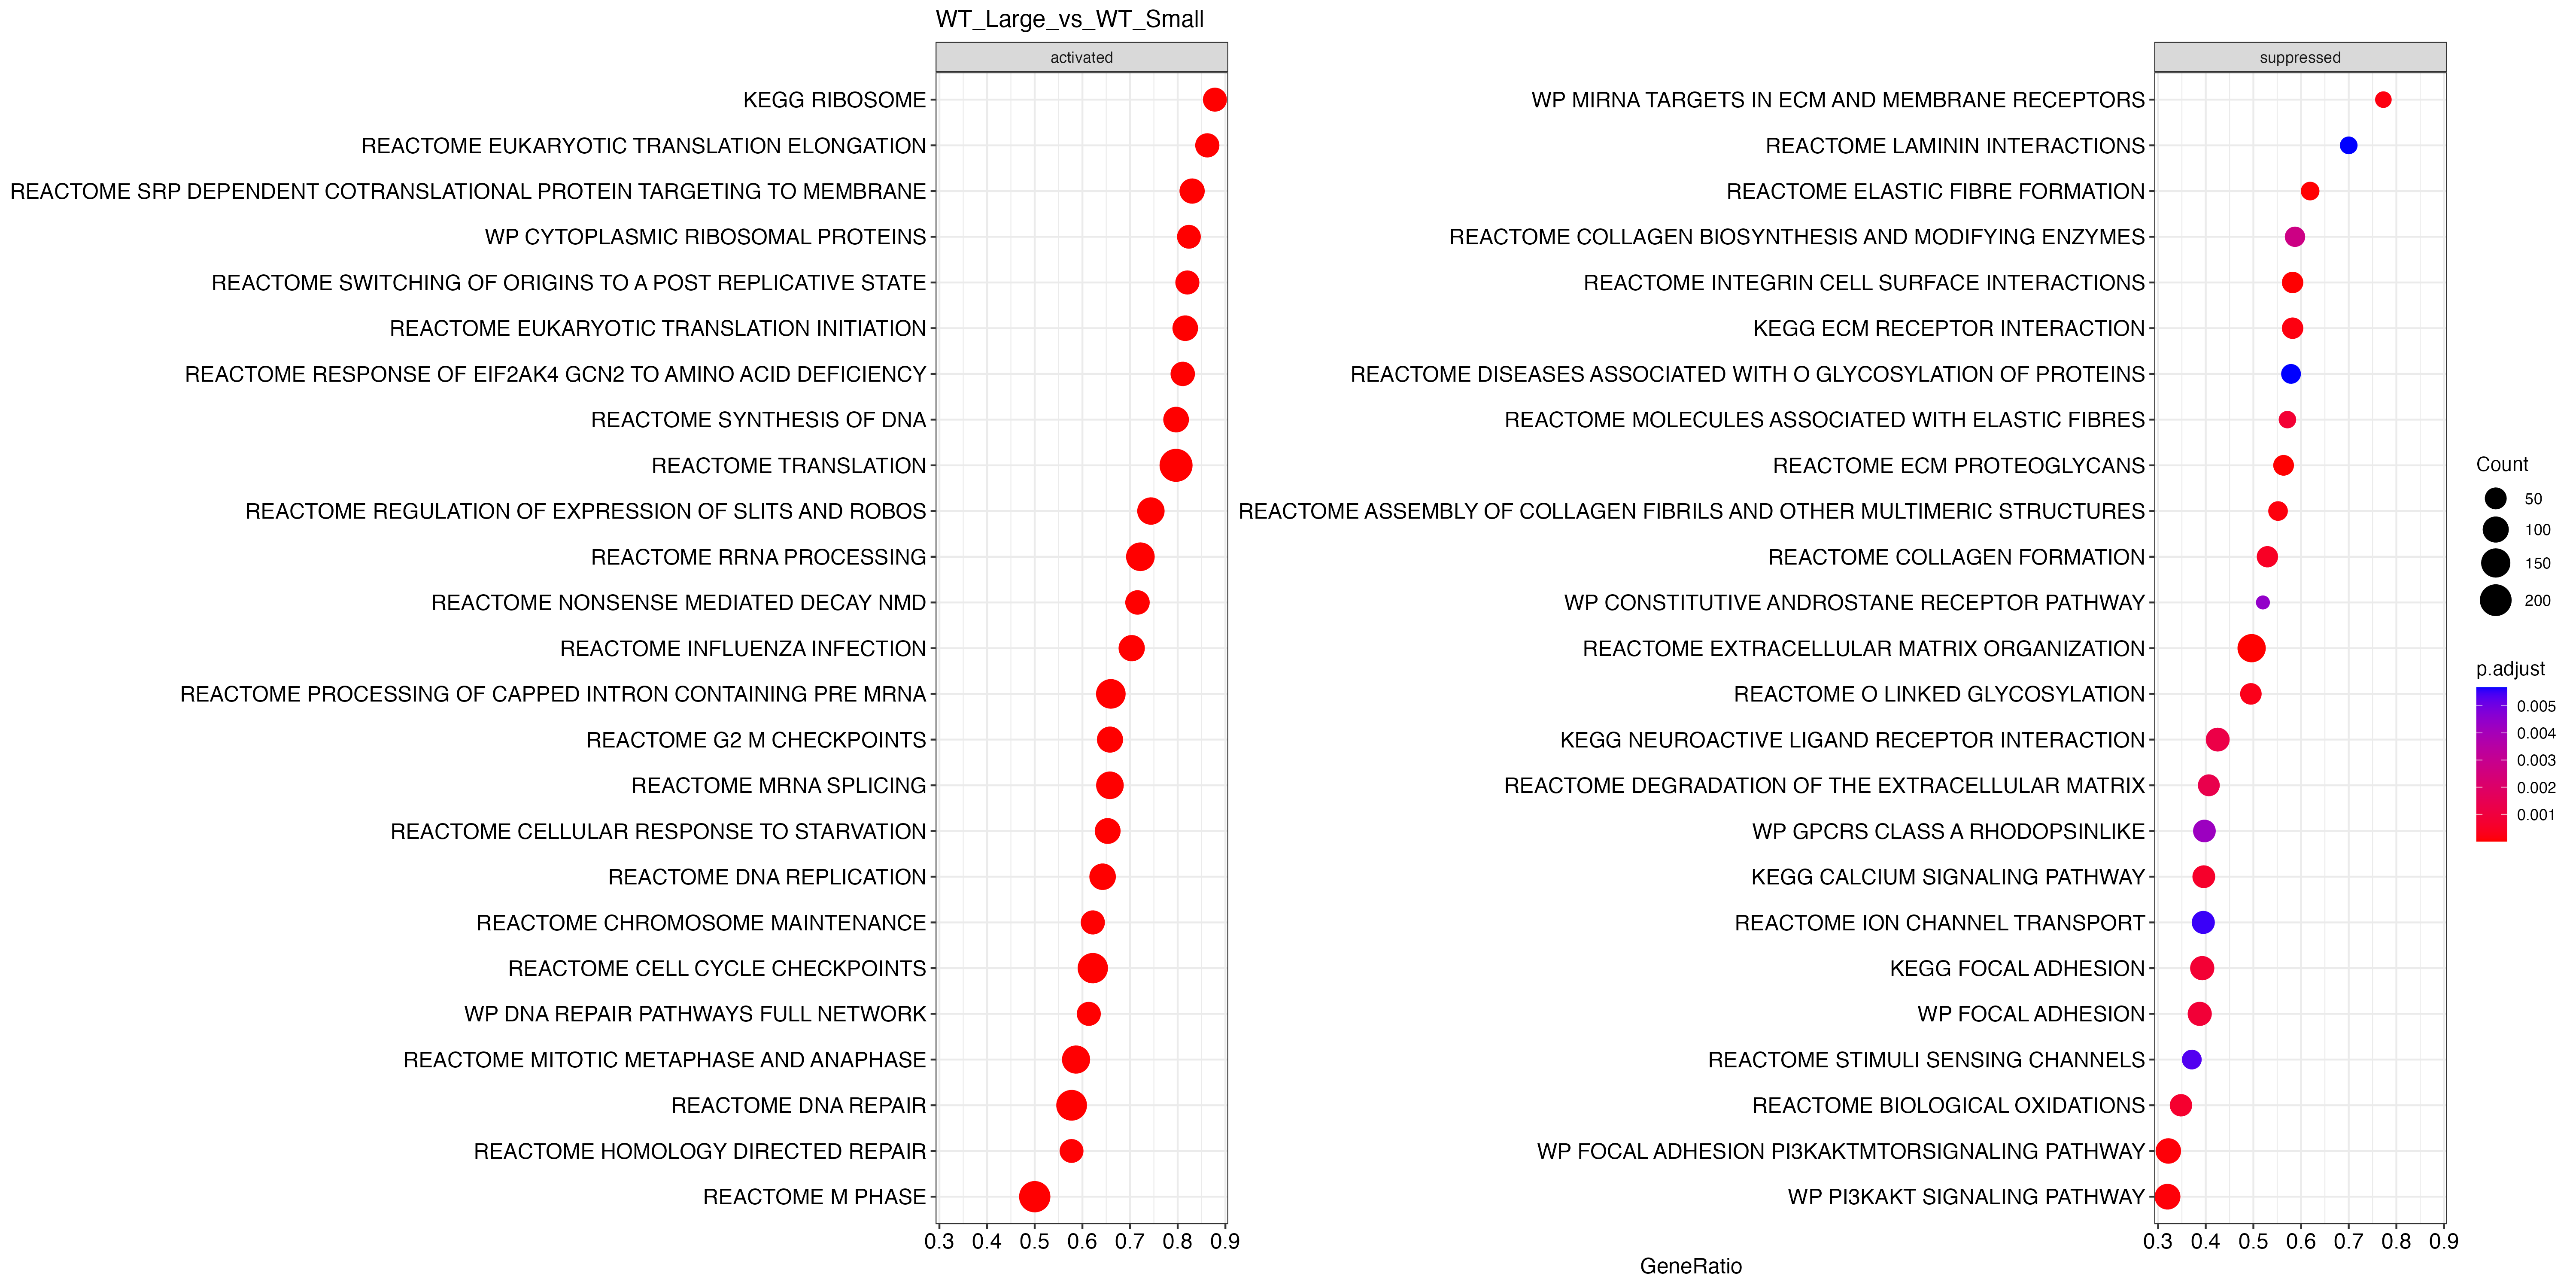 WT_Large_vs_WT_Small
activated
KEGG RIBOSOME
REACTOME EUKARYOTIC TRANSLATION ELONGATION
REACTOME SRP DEPENDENT COTRANSLATIONAL PROTEIN TARGETING TO MEMBRANE
WP CYTOPLASMIC RIBOSOMAL PROTEINS
REACTOME SWITCHING OF ORIGINS TO A POST REPLICATIVE STATE
REACTOME EUKARYOTIC TRANSLATION INITIATION
REACTOME RESPONSE OF EIF2AK4 GCN2 TO AMINO ACID DEFICIENCY
REACTOME SYNTHESIS OF DNA
REACTOME TRANSLATION
REACTOME REGULATION OF EXPRESSION OF SLITS AND ROBOS
REACTOME RRNA PROCESSING
REACTOME NONSENSE MEDIATED DECAY NMD
REACTOME INFLUENZA INFECTION
REACTOME PROCESSING OF CAPPED INTRON CONTAINING PRE MRNA
REACTOME G2 M CHECKPOINTS
REACTOME MRNA SPLICING
REACTOME CELLULAR RESPONSE TO STARVATION
REACTOME DNA REPLICATION
REACTOME CHROMOSOME MAINTENANCE
REACTOME CELL CYCLE CHECKPOINTS
WP DNA REPAIR PATHWAYS FULL NETWORK
REACTOME MITOTIC METAPHASE AND ANAPHASE
REACTOME DNA REPAIR
REACTOME HOMOLOGY DIRECTED REPAIR
REACTOME M PHASE
0.3 0.4 0.5 0.6 0.7 0.8 0.9
suppressed
WP MIRNA TARGETS IN ECM AND MEMBRANE RECEPTORS
REACTOME LAMININ INTERACTIONS
REACTOME ELASTIC FIBRE FORMATION
REACTOME COLLAGEN BIOSYNTHESIS AND MODIFYING ENZYMES
REACTOME INTEGRIN CELL SURFACE INTERACTIONS
KEGG ECM RECEPTOR INTERACTION
REACTOME DISEASES ASSOCIATED WITH O GLYCOSYLATION OF PROTEINS
REACTOME MOLECULES ASSOCIATED WITH ELASTIC FIBRES
REACTOME ECM PROTEOGLYCANS
REACTOME ASSEMBLY OF COLLAGEN FIBRILS AND OTHER MULTIMERIC STRUCTURES
REACTOME COLLAGEN FORMATION
WP CONSTITUTIVE ANDROSTANE RECEPTOR PATHWAY
REACTOME EXTRACELLULAR MATRIX ORGANIZATION
REACTOME O LINKED GLYCOSYLATION
KEGG NEUROACTIVE LIGAND RECEPTOR INTERACTION
REACTOME DEGRADATION OF THE EXTRACELLULAR MATRIX
WP GPCRS CLASS A RHODOPSINLIKE
KEGG CALCIUM SIGNALING PATHWAY
REACTOME ION CHANNEL TRANSPORT
KEGG FOCAL ADHESION
WP FOCAL ADHESION
REACTOME STIMULI SENSING CHANNELS
REACTOME BIOLOGICAL OXIDATIONS
WP FOCAL ADHESION PI3KAKTMTORSIGNALING PATHWAY
WP PI3KAKT SIGNALING PATHWAY
0.3 0.4 0.5 0.6 0.7 0.8 0.9
GeneRatio
Count
50
100
150
200
p.adjust
0.005
0.004
0.003
0.002
0.001